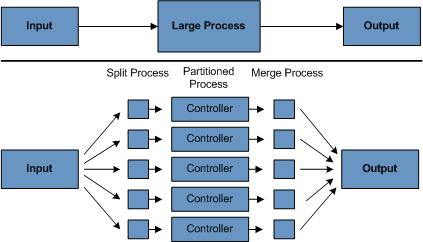 Input Large Process Output
Split Process Partitioned Process Merge Process
Controller
Controller
Input Controller Output
Controller
Controller